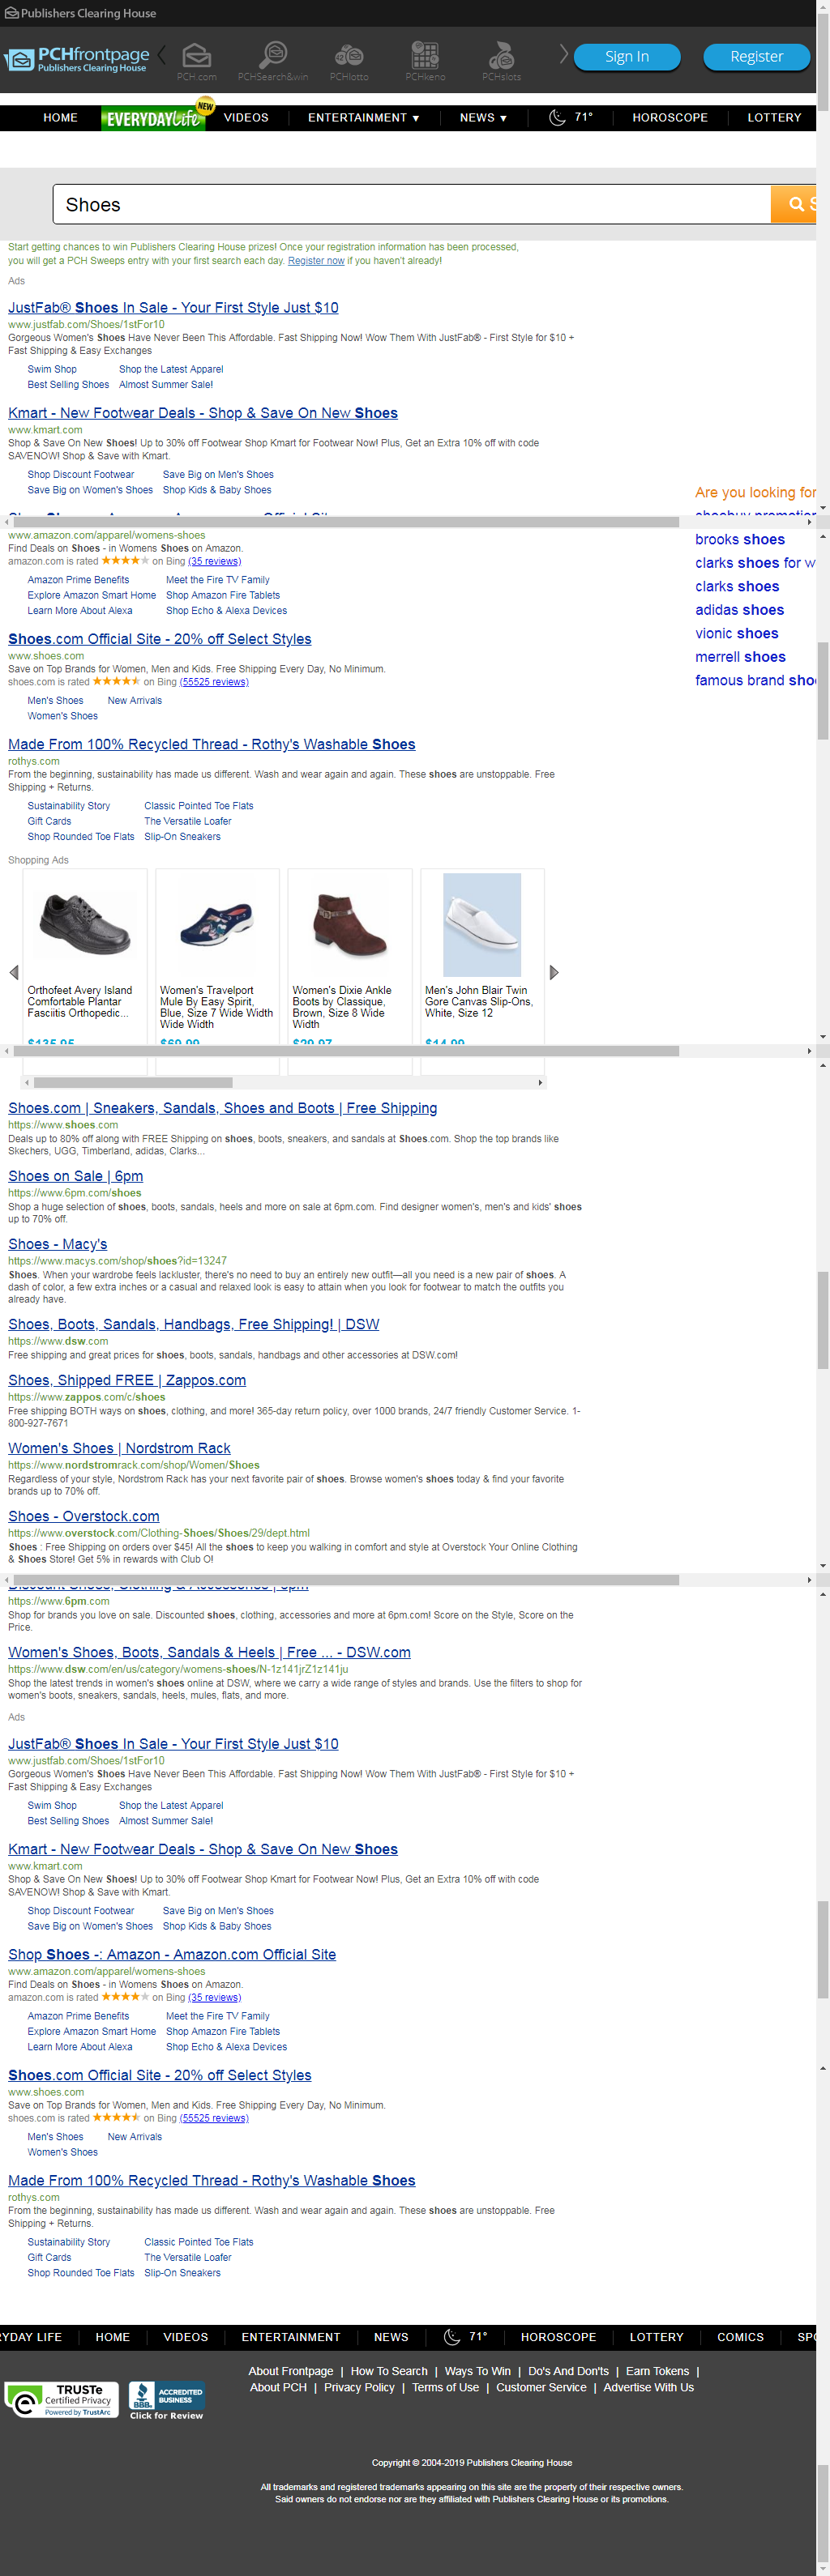 Publishers Clearing House
PCHfrontpage
Publishers Clearing House
PCH.com
PCHSearch&win
PCHlotto
PCHkeno
PCHslots
Sign In
Register
HOME
EVERYDAYLife
NEW
VIDEOS
ENTERTAINMENT ▼
NEWS ▼
71°
HOROSCOPE
LOTTERY
Shoes
Start getting chances to win Publishers Clearing House prizes! Once your registration information has been processed,
you will get a PCH Sweeps entry with your first search each day. Register now if you haven't already!
Ads
JustFab® Shoes In Sale - Your First Style Just $10
www.justfab.com/Shoes/1stFor10
Gorgeous Women's Shoes Have Never Been This Affordable. Fast Shipping Now! Wow Them With JustFab® - First Style for $10 +
Fast Shipping & Easy Exchanges
Swim Shop Shop the Latest Apparel
Best Selling Shoes Almost Summer Sale!
Kmart - New Footwear Deals - Shop & Save On New Shoes
www.kmart.com
Shop & Save On New Shoes! Up to 30% off Footwear Shop Kmart for Footwear Now! Plus, Get an Extra 10% off with code
SAVENOW! Shop & Save with Kmart.
Shop Discount Footwear Save Big on Men's Shoes
Save Big on Women's Shoes Shop Kids & Baby Shoes
Are you looking for
www.amazon.com/apparel/womens-shoes
Find Deals on Shoes - in Womens Shoes on Amazon.
amazon.com is rated ★★★★★ on Bing (35 reviews)
Amazon Prime Benefits Meet the Fire TV Family
Explore Amazon Smart Home Shop Amazon Fire Tablets
Learn More About Alexa Shop Echo & Alexa Devices
brooks shoes
clarks shoes for w
clarks shoes
adidas shoes
vionic shoes
merrell shoes
famous brand sho
Shoes.com Official Site - 20% off Select Styles
www.shoes.com
Save on Top Brands for Women, Men and Kids. Free Shipping Every Day, No Minimum.
shoes.com is rated ★★★★★ on Bing (55525 reviews)
Men's Shoes New Arrivals
Women's Shoes
Made From 100% Recycled Thread - Rothy's Washable Shoes
rothys.com
From the beginning, sustainability has made us different. Wash and wear again and again. These shoes are unstoppable. Free
Shipping + Returns.
Sustainability Story Classic Pointed Toe Flats
Gift Cards The Versatile Loafer
Shop Rounded Toe Flats Slip-On Sneakers
Shopping Ads
Orthofeet Avery Island
Comfortable Plantar
Fasciitis Orthopedic...
Women's Travelport
Mule By Easy Spirit,
Blue, Size 7 Wide Width
Wide Width
Women's Dixie Ankle
Boots by Classique,
Brown, Size 8 Wide
Width
Men's John Blair Twin
Gore Canvas Slip-Ons,
White, Size 12
Shoes.com | Sneakers, Sandals, Shoes and Boots | Free Shipping
https://www.shoes.com
Deals up to 80% off along with FREE Shipping on shoes, boots, sneakers, and sandals at Shoes.com. Shop the top brands like
Skechers, UGG, Timberland, adidas, Clarks...
Shoes on Sale | 6pm
https://www.6pm.com/shoes
Shop a huge selection of shoes, boots, sandals, heels and more on sale at 6pm.com. Find designer women's, men's and kids' shoes
up to 70% off.
Shoes - Macy's
https://www.macys.com/shop/shoes?id=13247
Shoes. When your wardrobe feels lackluster, there's no need to buy an entirely new outfit—all you need is a new pair of shoes. A
dash of color, a few extra inches or a casual and relaxed look is easy to attain when you look for footwear to match the outfits you
already have.
Shoes, Boots, Sandals, Handbags, Free Shipping! | DSW
https://www.dsw.com
Free shipping and great prices for shoes, boots, sandals, handbags and other accessories at DSW.com!
Shoes, Shipped FREE | Zappos.com
https://www.zappos.com/c/shoes
Free shipping BOTH ways on shoes, clothing, and more! 365-day return policy, over 1000 brands, 24/7 friendly Customer Service. 1-
800-927-7671
Women's Shoes | Nordstrom Rack
https://www.nordstromrack.com/shop/Women/Shoes
Regardless of your style, Nordstrom Rack has your next favorite pair of shoes. Browse women's shoes today & find your favorite
brands up to 70% off.
Shoes - Overstock.com
https://www.overstock.com/Clothing-Shoes/Shoes/29/dept.html
Shoes : Free Shipping on orders over $45! All the shoes to keep you walking in comfort and style at Overstock Your Online Clothing
& Shoes Store! Get 5% in rewards with Club O!
https://www.6pm.com
Shop for brands you love on sale. Discounted shoes, clothing, accessories and more at 6pm.com! Score on the Style, Score on the
Price.
Women's Shoes, Boots, Sandals & Heels | Free ... - DSW.com
https://www.dsw.com/en/us/category/womens-shoes/N-1z141jrZ1z141ju
Shop the latest trends in women's shoes online at DSW, where we carry a wide range of styles and brands. Use the filters to shop for
women's boots, sneakers, sandals, heels, mules, flats, and more.
Ads
JustFab® Shoes In Sale - Your First Style Just $10
www.justfab.com/Shoes/1stFor10
Gorgeous Women's Shoes Have Never Been This Affordable. Fast Shipping Now! Wow Them With JustFab® - First Style for $10 +
Fast Shipping & Easy Exchanges
Swim Shop Shop the Latest Apparel
Best Selling Shoes Almost Summer Sale!
Kmart - New Footwear Deals - Shop & Save On New Shoes
www.kmart.com
Shop & Save On New Shoes! Up to 30% off Footwear Shop Kmart for Footwear Now! Plus, Get an Extra 10% off with code
SAVENOW! Shop & Save with Kmart.
Shop Discount Footwear Save Big on Men's Shoes
Save Big on Women's Shoes Shop Kids & Baby Shoes
Shop Shoes -: Amazon - Amazon.com Official Site
www.amazon.com/apparel/womens-shoes
Find Deals on Shoes - in Womens Shoes on Amazon.
amazon.com is rated ★★★★★ on Bing (35 reviews)
Amazon Prime Benefits Meet the Fire TV Family
Explore Amazon Smart Home Shop Amazon Fire Tablets
Learn More About Alexa Shop Echo & Alexa Devices
Shoes.com Official Site - 20% off Select Styles
www.shoes.com
Save on Top Brands for Women, Men and Kids. Free Shipping Every Day, No Minimum.
shoes.com is rated ★★★★★ on Bing (55525 reviews)
Men's Shoes New Arrivals
Women's Shoes
Made From 100% Recycled Thread - Rothy's Washable Shoes
rothys.com
From the beginning, sustainability has made us different. Wash and wear again and again. These shoes are unstoppable. Free
Shipping + Returns.
Sustainability Story Classic Pointed Toe Flats
Gift Cards The Versatile Loafer
Shop Rounded Toe Flats Slip-On Sneakers
YDAY LIFE HOME VIDEOS ENTERTAINMENT NEWS 71° HOROSCOPE LOTTERY COMICS SPO
About Frontpage | How To Search | Ways To Win | Do's And Don'ts | Earn Tokens |
About PCH | Privacy Policy | Terms of Use | Customer Service | Advertise With Us
TRUSTe
Certified Privacy
Powered by TrustArc
BBB
ACCREDITED
BUSINESS
Click for Review
Copyright © 2004-2019 Publishers Clearing House
All trademarks and registered trademarks appearing on this site are the property of their respective owners.
Said owners do not endorse nor are they affiliated with Publishers Clearing House or its promotions.